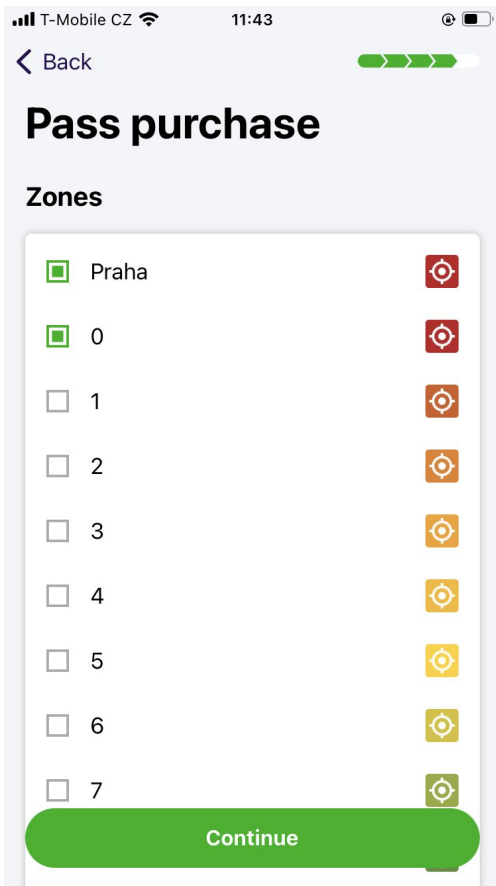 T-Mobile CZ 11:43
Back
Pass purchase
Zones
Praha
0
1
2
3
4
5
6
7
Continue